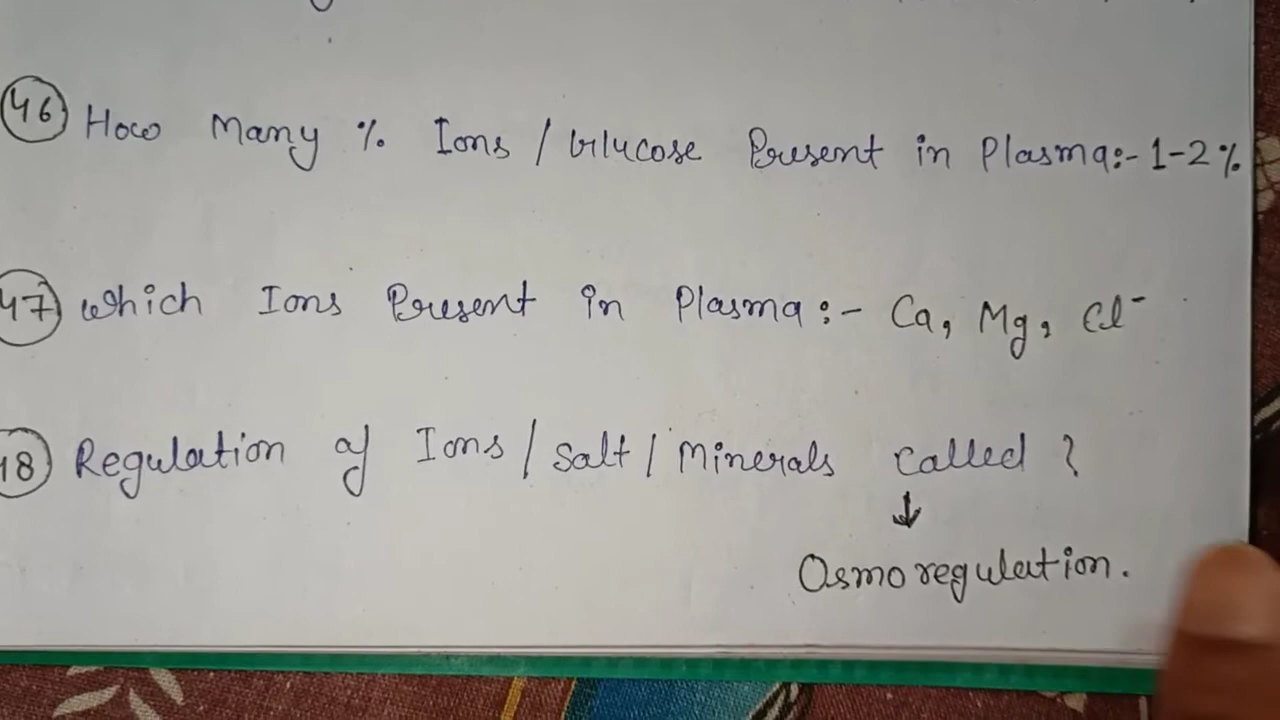 46 How Many % Ions / Glucose Present in Plasma:- 1-2%
47 Which Ions Present in Plasma :- Ca, Mg, Cl⁻
18 Regulation of Ions / Salt / Minerals called ?
↓
Osmoregulation.